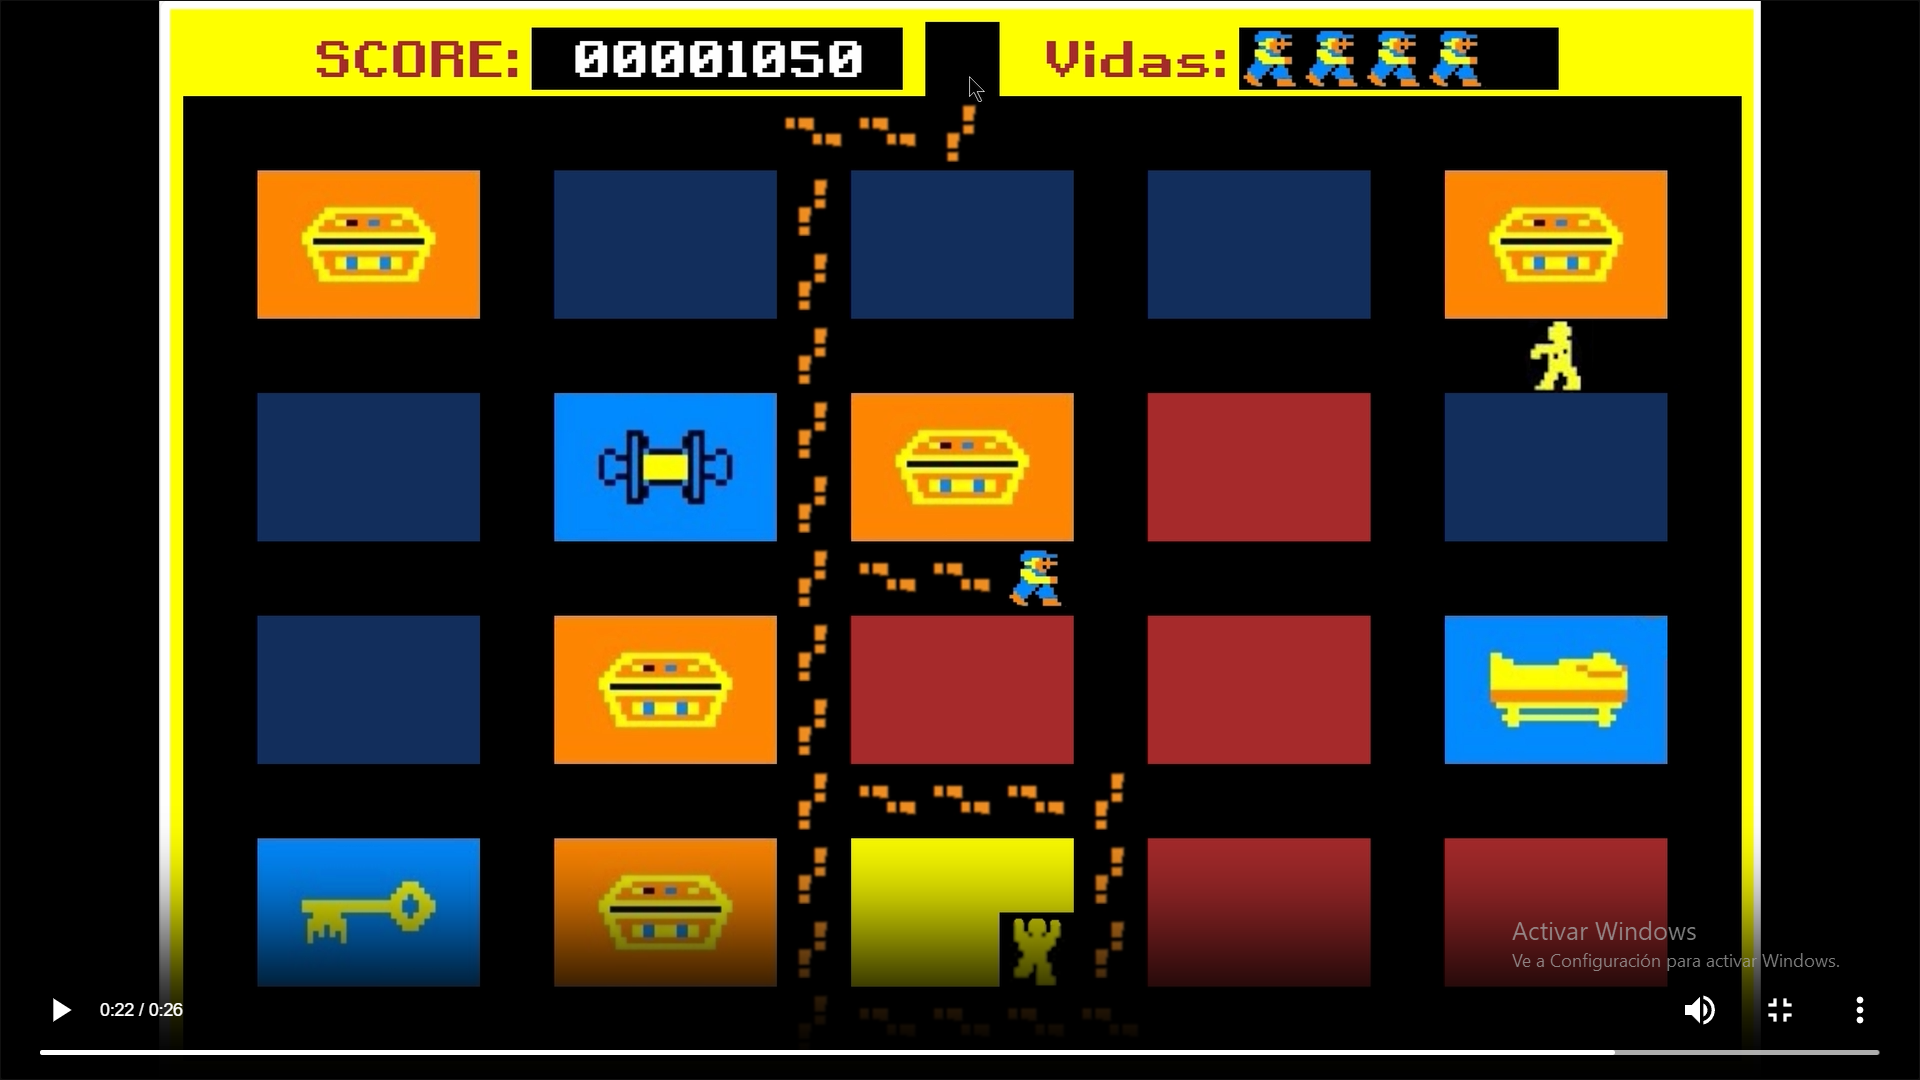 SCORE: 00001050 Vidas:
Activar Windows
Ve a Configuración para activar Windows.
0:22 / 0:26